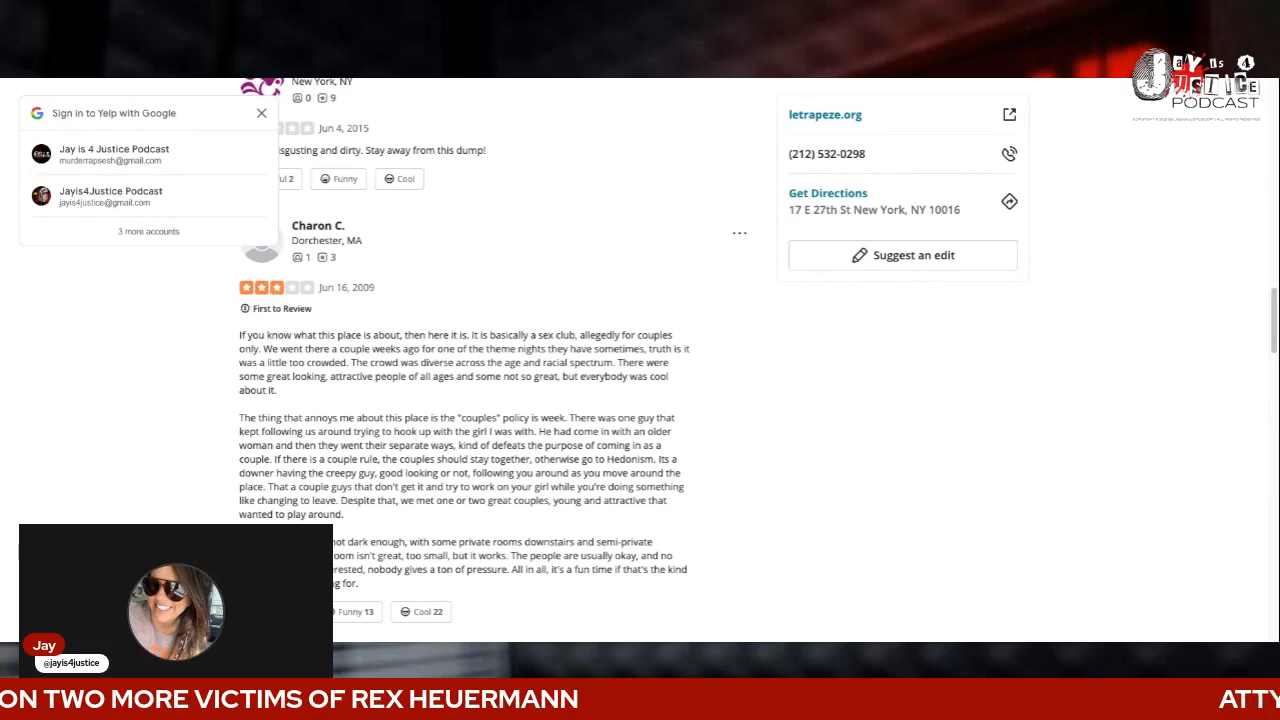 Jay is 4
JUSTICE
PODCAST
Sign in to Yelp with Google
Jay is 4 Justice Podcast
murderrapsesh@gmail.com
Jayis4Justice Podcast
jayis4justice@gmail.com
3 more accounts
New York, NY
0 9
Jun 4, 2015
and dirty. Stay away from this dump!
2
Funny
Cool
Charon C.
Dorchester, MA
1 3
Jun 16, 2009
First to Review
If you know what this place is about, then here it is. It is basically a sex club, allegedly for couples
only. We went there a couple weeks ago for one of the theme nights they have sometimes, truth is it
was a little too crowded. The crowd was diverse across the age and racial spectrum. There were
some great looking, attractive people of all ages and some not so great, but everybody was cool
about it.
The thing that annoys me about this place is the "couples" policy is week. There was one guy that
kept following us around trying to hook up with the girl I was with. He had come in with an older
woman and then they went their separate ways, kind of defeats the purpose of coming in as a
couple. If there is a couple rule, the couples should stay together, otherwise go to Hedonism. Its a
downer having the creepy guy, good looking or not, following you around as you move around the
place. That a couple guys that don't get it and try to work on your girl while you're doing something
like changing to leave. Despite that, we met one or two great couples, young and attractive that
wanted to play around.
not dark enough, with some private rooms downstairs and semi-private
room isn't great, too small, but it works. The people are usually okay, and no
nobody gives a ton of pressure. All in all, it's a fun time if that's the kind
for.
Funny 13
Cool 22
letrapeze.org
(212) 532-0298
Get Directions
17 E 27th St New York, NY 10016
Suggest an edit
Jay
@jayis4justice
ON TWO MORE VICTIMS OF REX HEUERMANN
ATTY